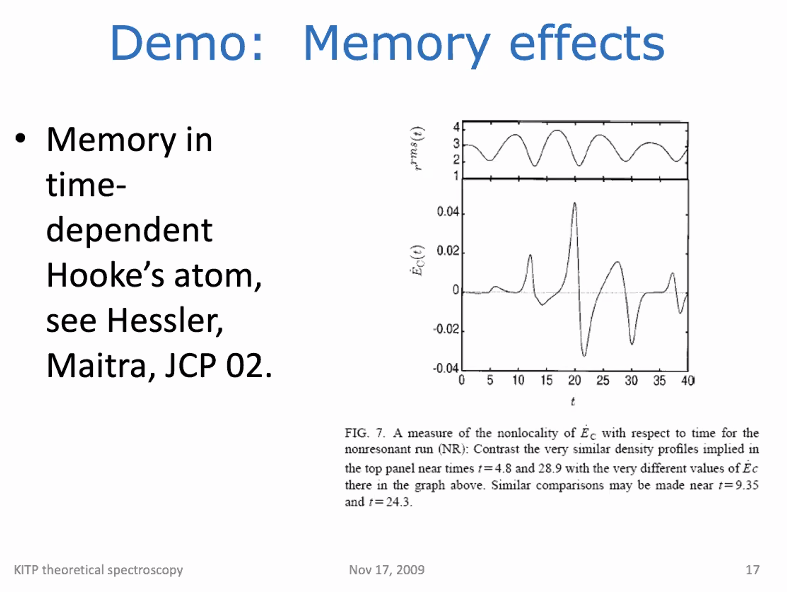 Demo:  Memory effects
• Memory in
time-
dependent
Hooke’s atom,
see Hessler,
Maitra, JCP 02.
r^rms(t)
4
3
2
1
Ė_C(t)
0.04
0.02
0
-0.02
-0.04
0 5 10 15 20 25 30 35 40
t
FIG. 7. A measure of the nonlocality of Ė_C with respect to time for the
nonresonant run (NR): Contrast the very similar density profiles implied in
the top panel near times t=4.8 and 28.9 with the very different values of Ėc
there in the graph above. Similar comparisons may be made near t=9.35
and t=24.3.
KITP theoretical spectroscopy
Nov 17, 2009
17